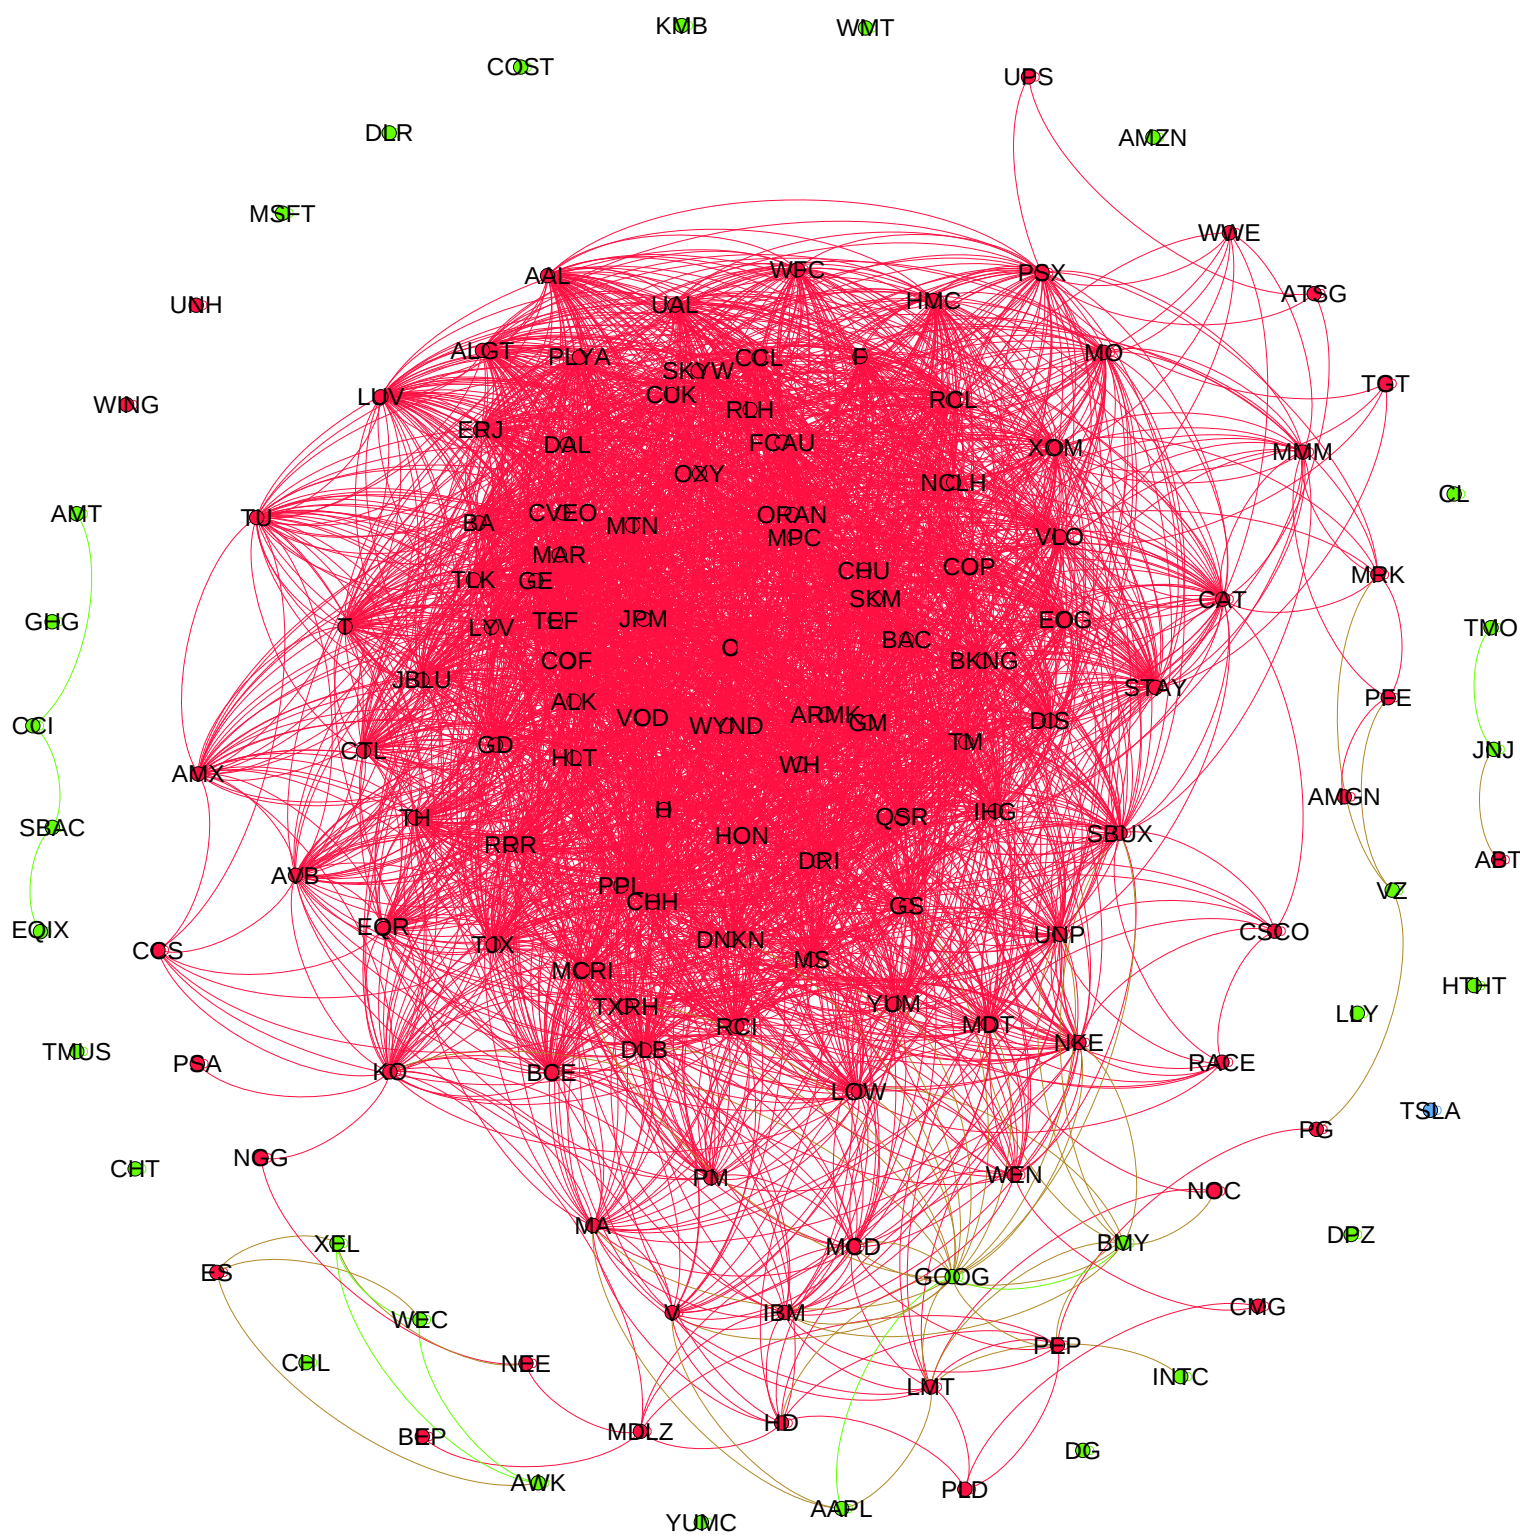 KMB
WMT
COST
UPS
DLR
AMZN
MSFT
WWE
AAL
WFC
PSX
UNH
UAL
HMC
ATSG
ALGT
PLYA
SKYW
CCL
F
MO
WING
LUV
CUK
RLH
RCL
TGT
ERJ
DAL
FCAU
XOM
MMM
OXY
NCLH
CL
AMT
TU
BA
CVEO
MTN
ORAN
MPC
VLO
MAR
TLK
GE
CHU
COP
MRK
SKM
CAT
GHG
T
LYV
TEF
JPM
C
BAC
EOG
TMO
COF
BKNG
JBLU
STAY
PFE
ALK
VOD
WYND
ARMK
GM
DIS
CCI
CTL
GD
HLT
WH
TM
JNJ
AMX
AMGN
SBAC
TH
H
HON
QSR
IHG
SBUX
RRR
DRI
ABT
AVB
PPL
CHH
GS
VZ
EQIX
EQR
TJX
DNKN
MS
UNP
CSCO
MCRI
HTHT
TXRH
YUM
LLY
RCI
MDT
TMUS
PSA
KO
BCE
DLB
LOW
NKE
RACE
TSLA
CHT
NGG
PM
WEN
PG
NOC
XEL
MA
MCD
BMY
DPZ
ES
GOOG
WEC
V
IBM
CMG
CHL
NEE
PEP
LMT
INTC
BEP
MDLZ
HD
DG
AWK
PLD
YUMC
AAPL